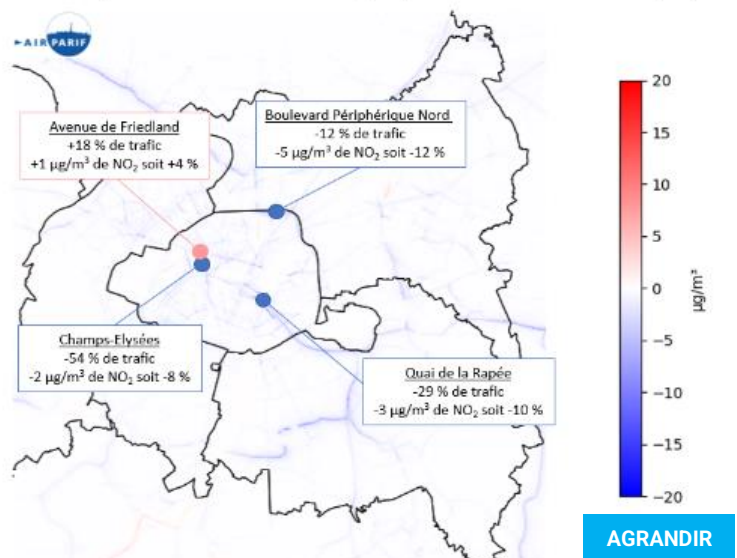 AIRPARIF
Avenue de Friedland
+18 % de trafic
+1 µg/m³ de NO₂ soit +4 %
Boulevard Périphérique Nord
-12 % de trafic
-5 µg/m³ de NO₂ soit -12 %
Champs-Elysées
-54 % de trafic
-2 µg/m³ de NO₂ soit -8 %
Quai de la Rapée
-29 % de trafic
-3 µg/m³ de NO₂ soit -10 %
20
15
10
5
0
−5
−10
−15
−20
µg/m³
AGRANDIR